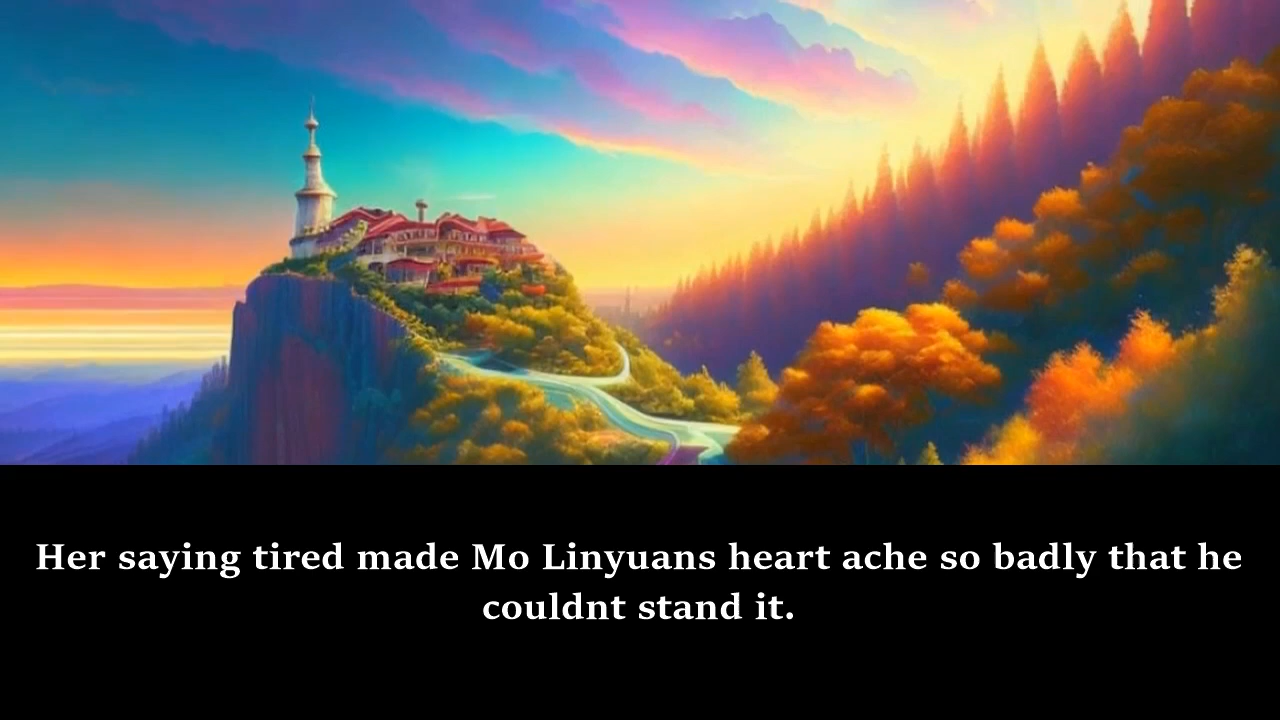 Her saying tired made Mo Linyuans heart ache so badly that he
couldnt stand it.